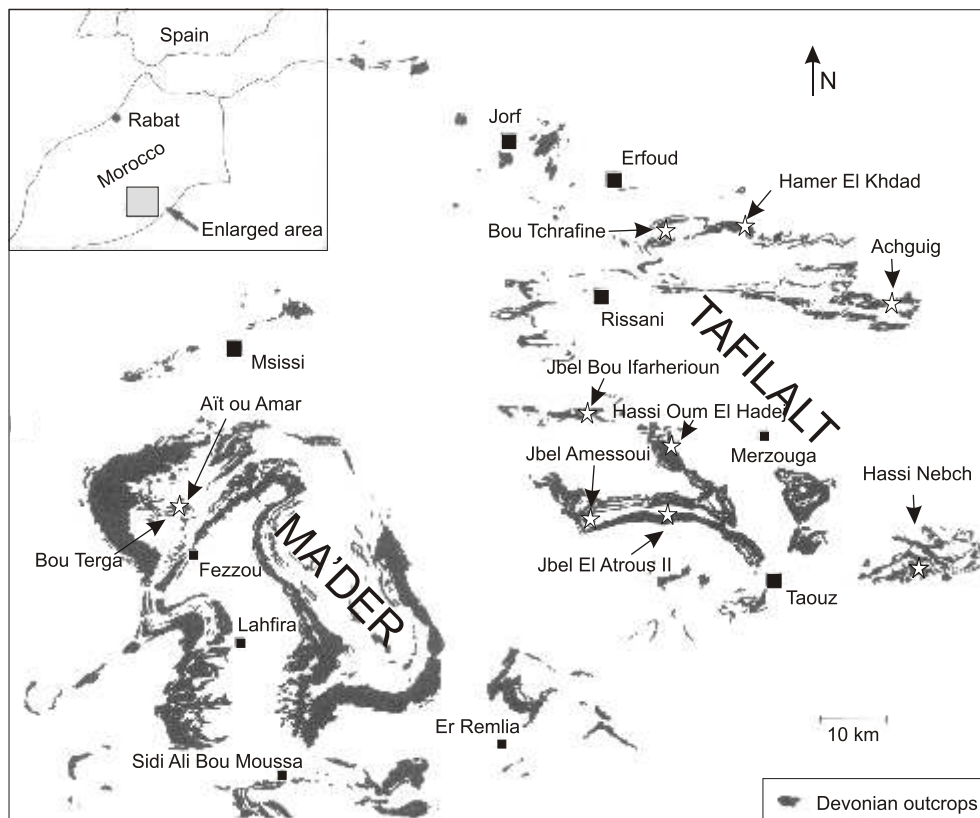 Spain
Rabat
Morocco
Enlarged area
N
Jorf
Erfoud
Hamer El Khdad
Bou Tchrafine
Achguig
Rissani
TAFILALT
Msissi
Jbel Bou Ifarherioun
Aït ou Amar
Hassi Oum El Hadej
Merzouga
Jbel Amessoui
Hassi Nebch
Bou Terga
Fezzou
MA'DER
Jbel El Atrous II
Taouz
Lahfira
Er Remlia
10 km
Sidi Ali Bou Moussa
Devonian outcrops